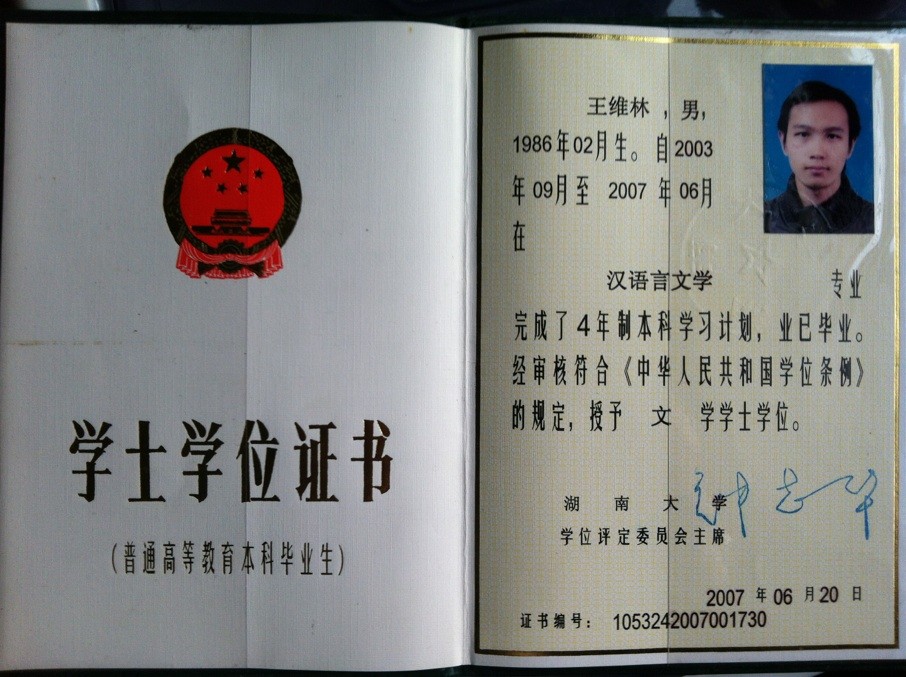 学士学位证书
(普通高等教育本科毕业生)
王维林 ,男,
1986年02月生。自2003
年09月至 2007 年06月
在
汉语言文学 专业
完成了4年制本科学习计划,业已毕业。
经审核符合《中华人民共和国学位条例》
的规定,授予 文 学学士学位。
湖南大学
学位评定委员会主席
钟志华
2007 年 06 月 20 日
证书编号: 1053242007001730